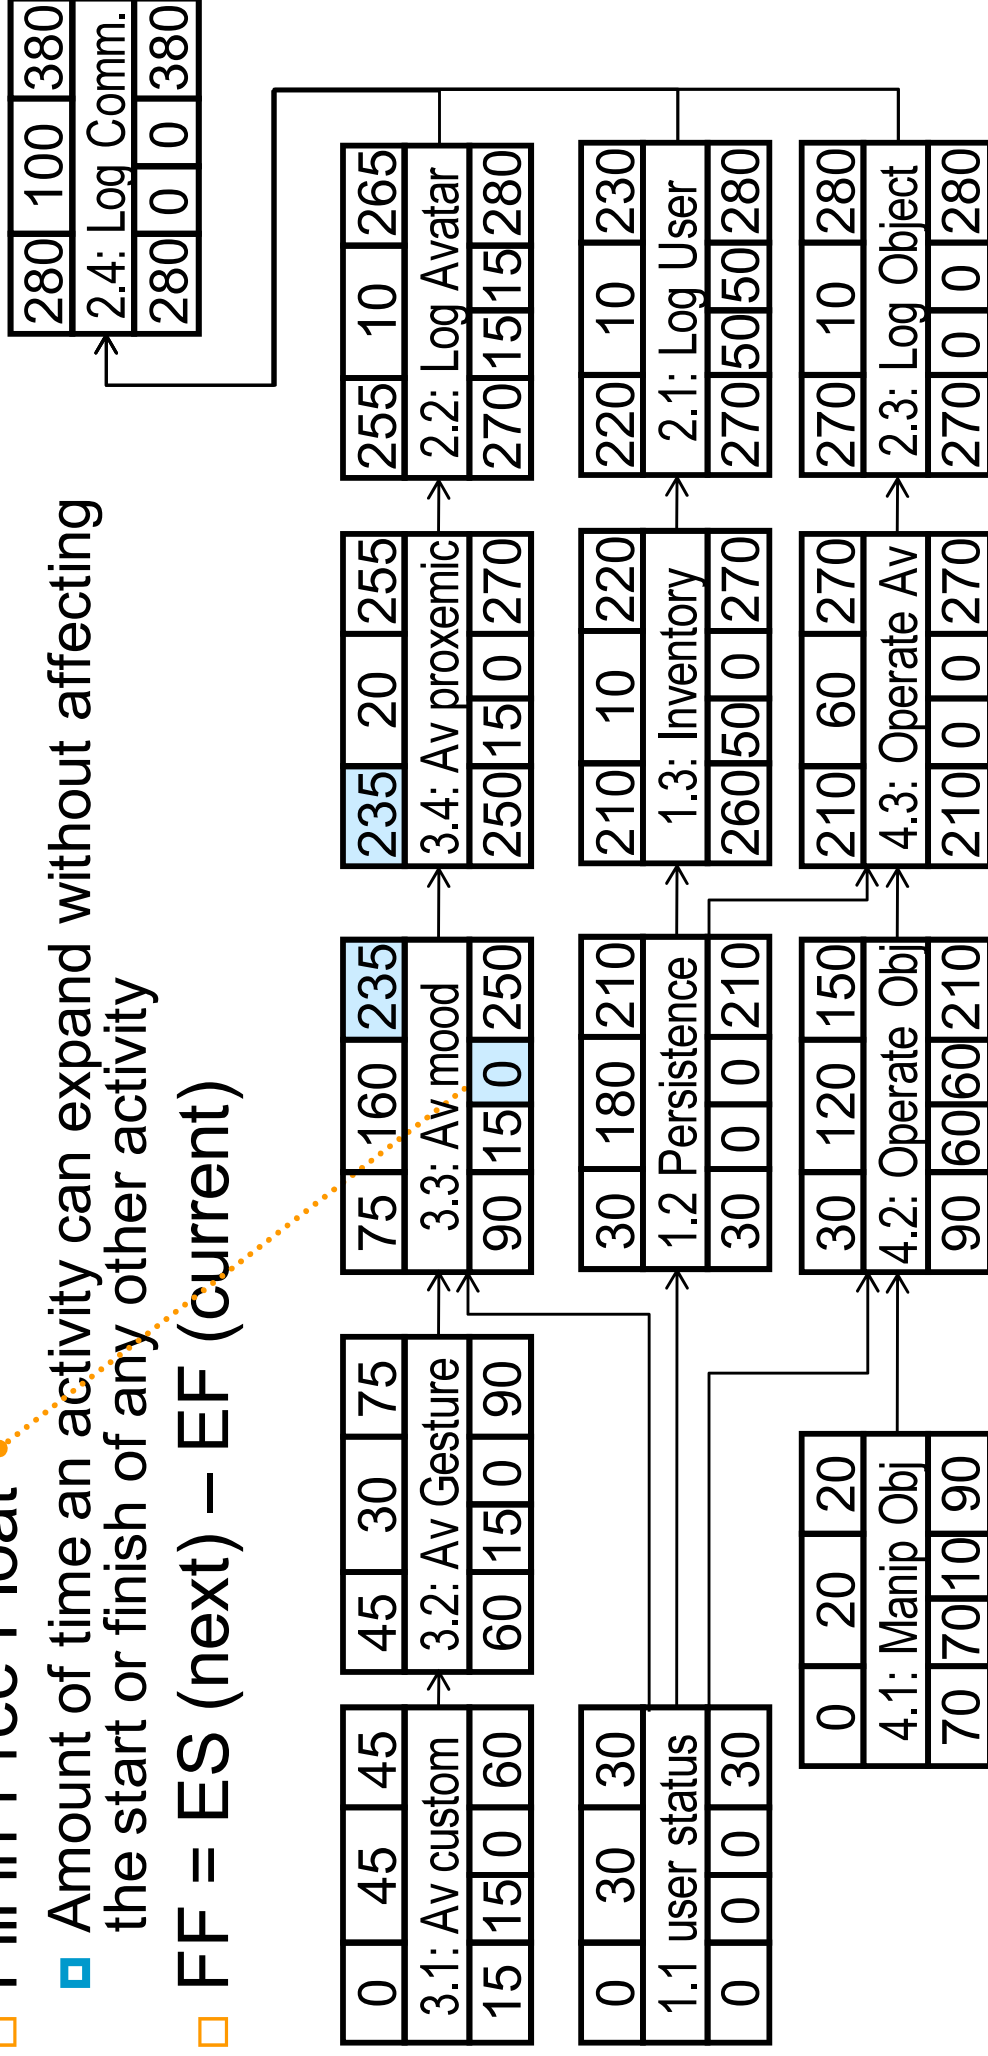 Amount of time an activity can expand without affecting
the start or finish of any other activity
FF = ES (next) – EF (current)
0 45 45
3.1: Av custom
15 15 0 60
45 30 75
3.2: Av Gesture
60 15 0 90
75 160 235
3.3: Av mood
90 15 0 250
235 20 255
3.4: Av proxemic
250 15 0 270
255 10 265
2.2: Log Avatar
270 15 15 280
280 100 380
2.4: Log Comm.
280 0 0 380
0 30 30
1.1 user status
0 0 0 30
30 180 210
1.2 Persistence
30 0 0 210
210 10 220
1.3: Inventory
260 50 0 270
220 10 230
2.1: Log User
270 50 50 280
0 20 20
4.1: Manip Obj
70 70 10 90
30 120 150
4.2: Operate Obj
90 60 60 210
210 60 270
4.3: Operate Av
210 0 0 270
270 10 280
2.3: Log Object
270 0 0 280